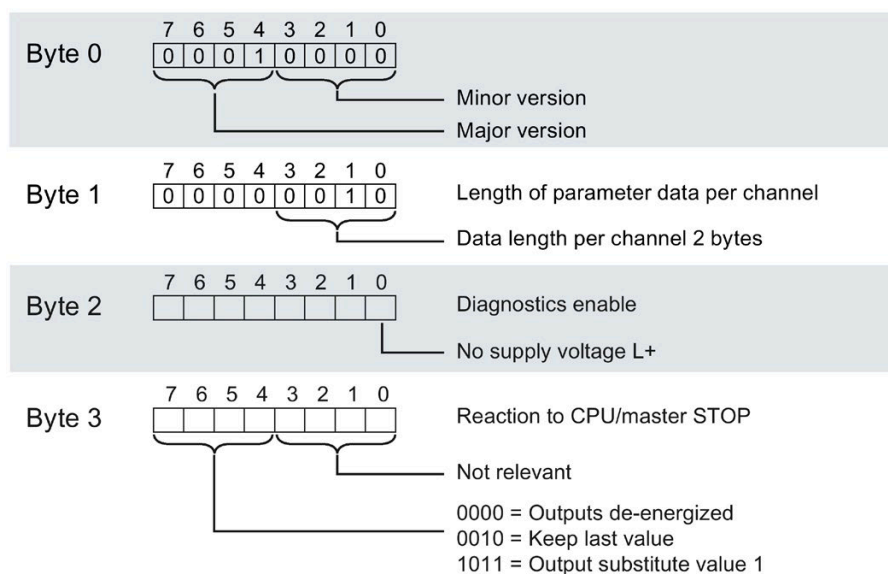 7 6 5 4 3 2 1 0
Byte 0
0 0 0 1 0 0 0 0
Minor version
Major version
7 6 5 4 3 2 1 0
Byte 1
0 0 0 0 0 0 1 0
Length of parameter data per channel
Data length per channel 2 bytes
7 6 5 4 3 2 1 0
Byte 2
Diagnostics enable
No supply voltage L+
7 6 5 4 3 2 1 0
Byte 3
Reaction to CPU/master STOP
Not relevant
0000 = Outputs de-energized
0010 = Keep last value
1011 = Output substitute value 1